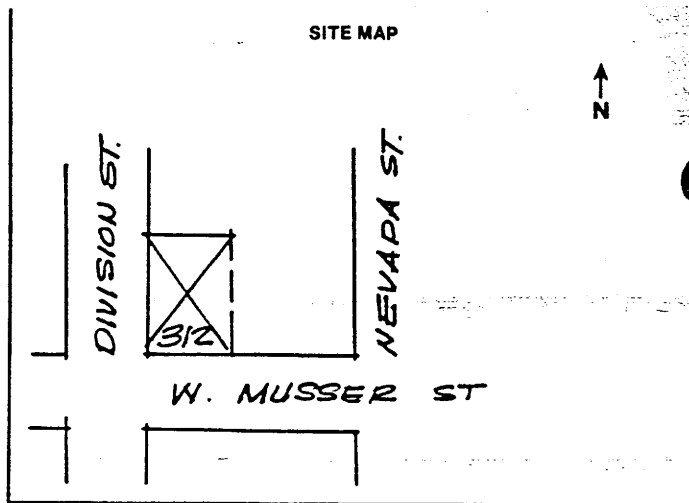 SITE MAP
N
DIVISION ST.
NEVADA ST.
312
W. MUSSER ST